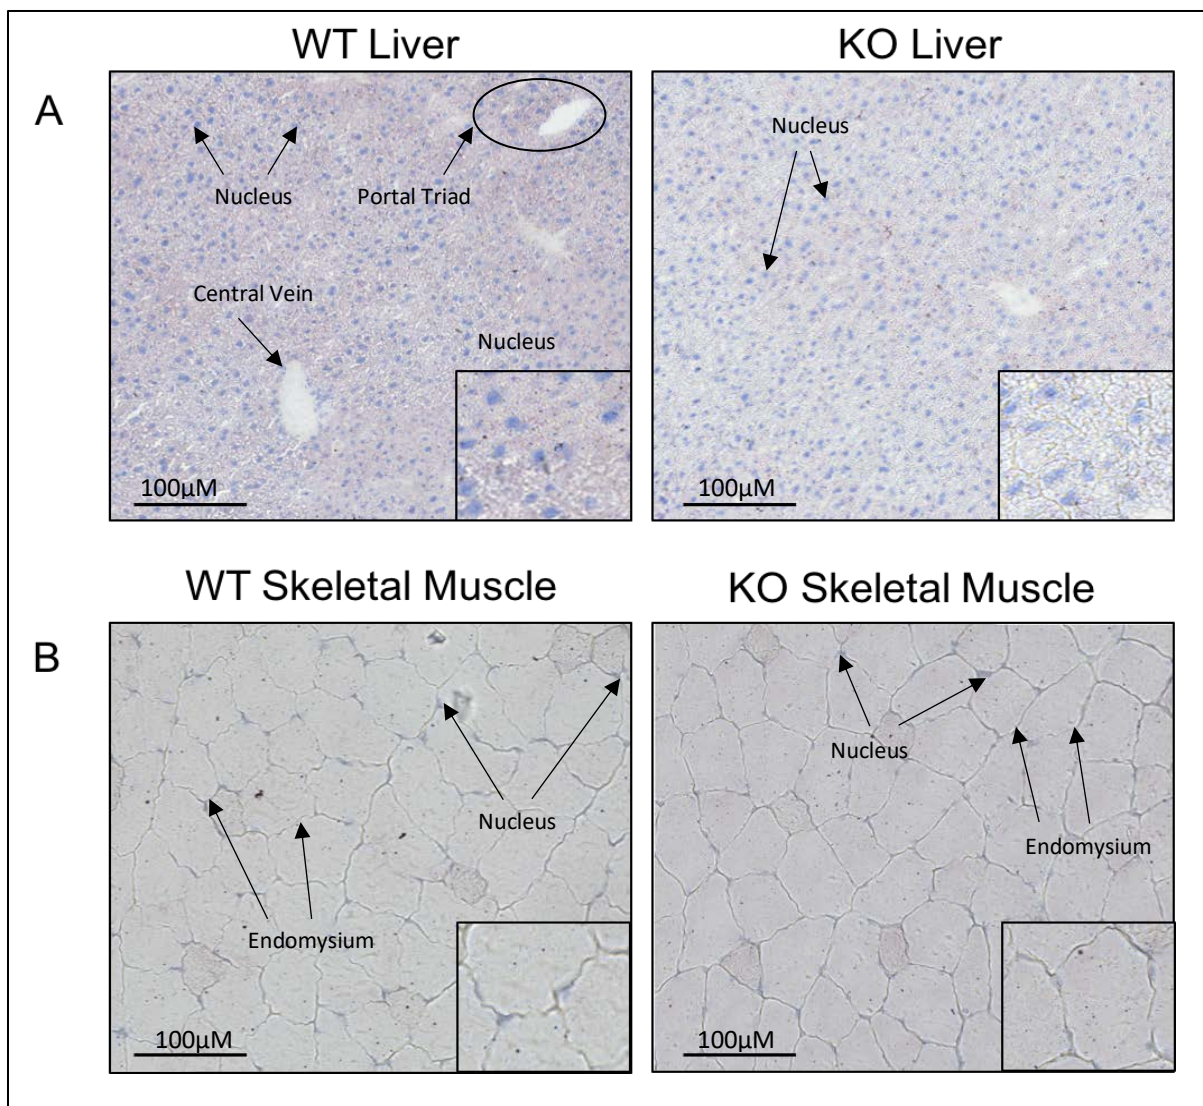 WT Liver
KO Liver
A
Nucleus
Portal Triad
Central Vein
Nucleus
100µM
Nucleus
100µM
WT Skeletal Muscle
KO Skeletal Muscle
B
Nucleus
Endomysium
100µM
Nucleus
Endomysium
100µM